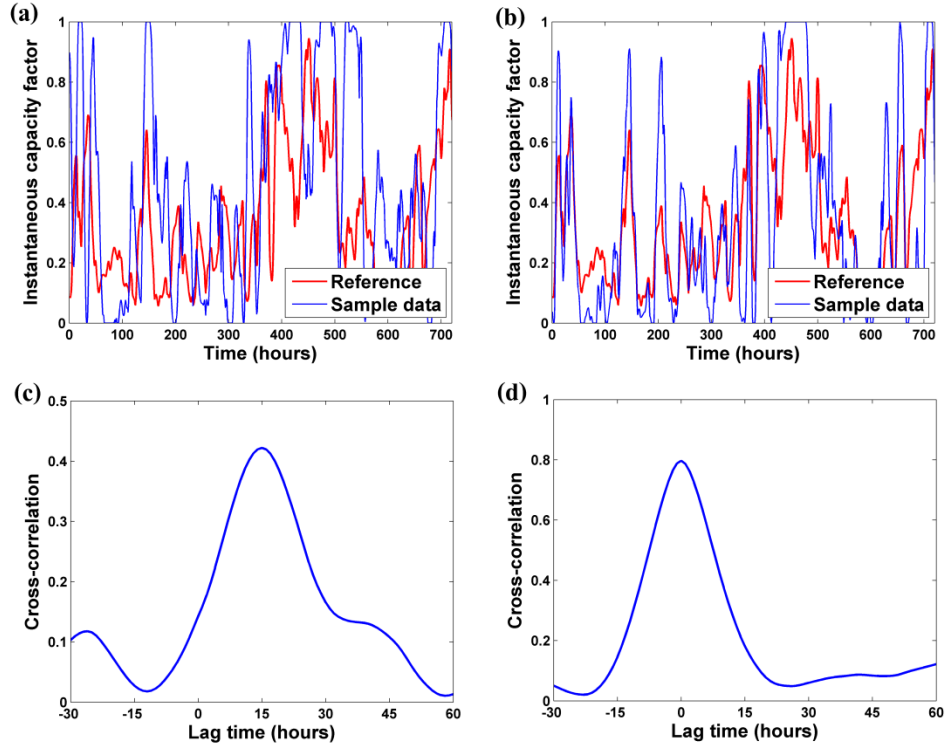 (a)
Instantaneous capacity factor
1
0.8
0.6
0.4
0.2
0
Reference
Sample data
0 100 200 300 400 500 600 700
Time (hours)
(b)
Instantaneous capacity factor
1
0.8
0.6
0.4
0.2
0
Reference
Sample data
0 100 200 300 400 500 600 700
Time (hours)
(c)
Cross-correlation
0.5
0.4
0.3
0.2
0.1
0
-30 -15 0 15 30 45 60
Lag time (hours)
(d)
Cross-correlation
1
0.8
0.6
0.4
0.2
0
-30 -15 0 15 30 45 60
Lag time (hours)